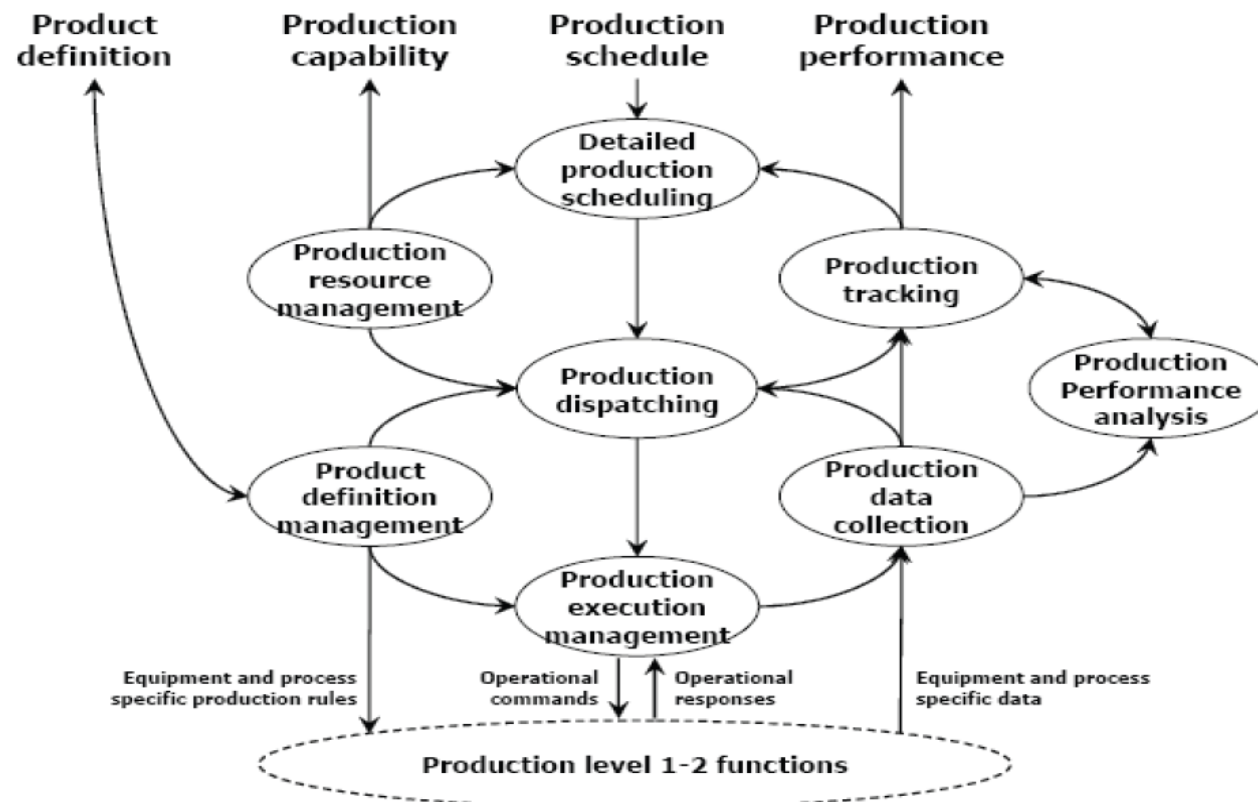 Product
definition
Production
capability
Production
schedule
Production
performance
Detailed
production
scheduling
Production
resource
management
Production
tracking
Production
dispatching
Production
Performance
analysis
Product
definition
management
Production
data
collection
Production
execution
management
Equipment and process
specific production rules
Operational
commands
Operational
responses
Equipment and process
specific data
Production level 1-2 functions